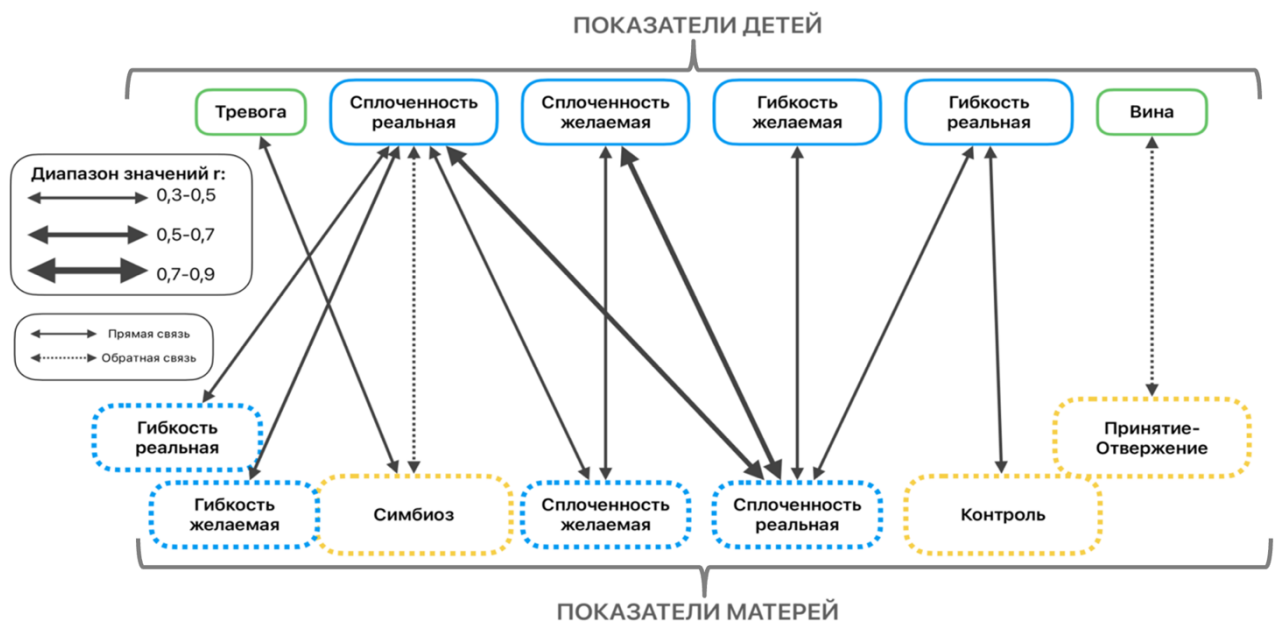 ПОКАЗАТЕЛИ ДЕТЕЙ
Тревога
Сплоченность
реальная
Сплоченность
желаемая
Гибкость
желаемая
Гибкость
реальная
Вина
Диапазон значений r:
0,3-0,5
0,5-0,7
0,7-0,9
Прямая связь
Обратная связь
Гибкость
реальная
Принятие-
Отвержение
Гибкость
желаемая
Симбиоз
Сплоченность
желаемая
Сплоченность
реальная
Контроль
ПОКАЗАТЕЛИ МАТЕРЕЙ